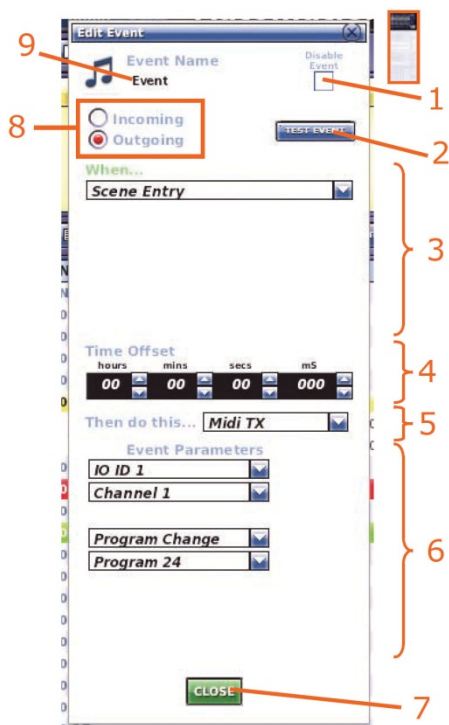 Edit Event
9
Event Name
Event
Disable
Event
1
8
Incoming
Outgoing
TEST EVENT
2
When...
Scene Entry
3
Time Offset
hours mins secs mS
00 00 00 000
4
Then do this... Midi TX
5
Event Parameters
IO ID 1
Channel 1
Program Change
Program 24
6
CLOSE
7